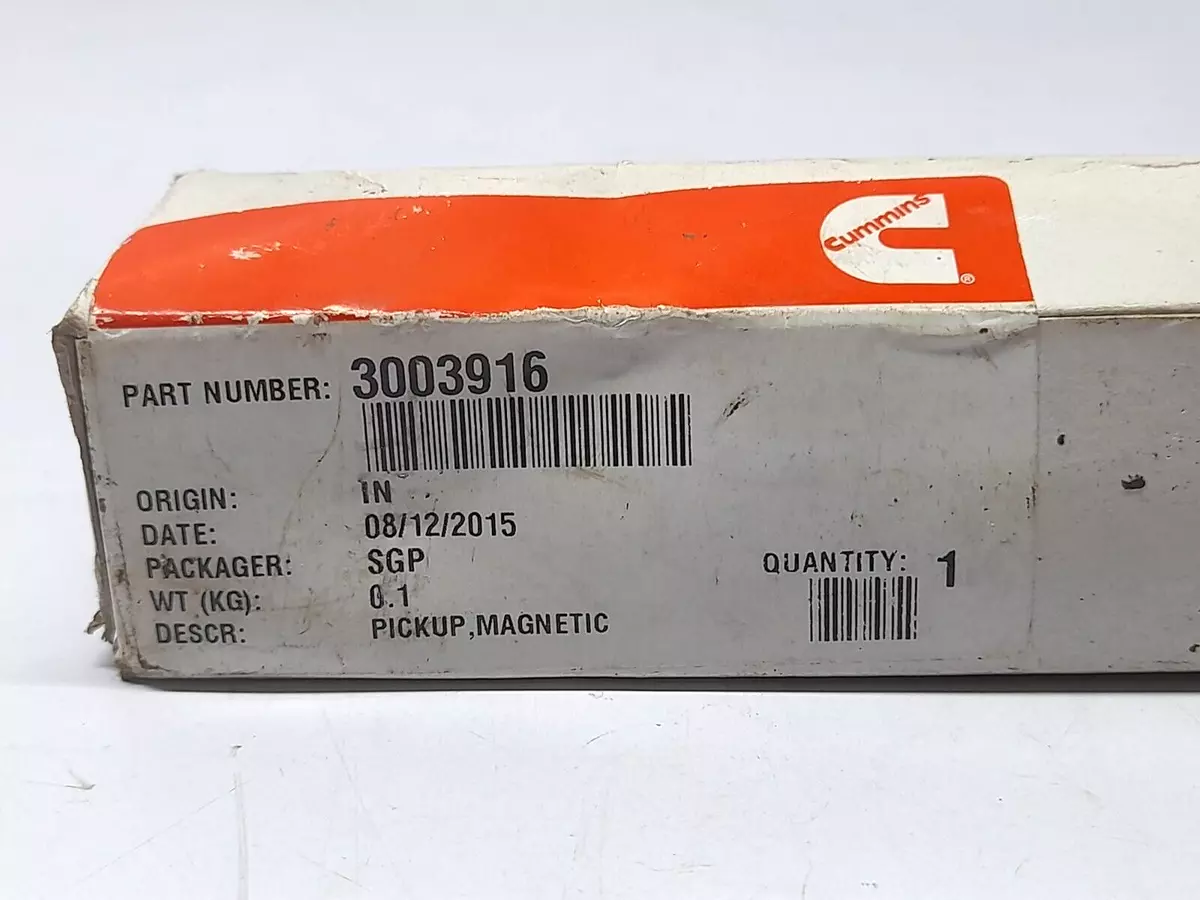 Cummins
®
PART NUMBER: 3003916
ORIGIN: IN
DATE: 08/12/2015
PACKAGER: SGP
WT (KG): 0.1
DESCR: PICKUP,MAGNETIC
QUANTITY: 1